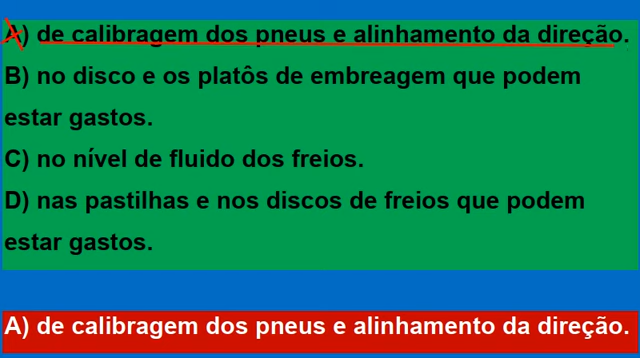 A) de calibragem dos pneus e alinhamento da direção.
B) no disco e os platôs de embreagem que podem
estar gastos.
C) no nível de fluido dos freios.
D) nas pastilhas e nos discos de freios que podem
estar gastos.
A) de calibragem dos pneus e alinhamento da direção.